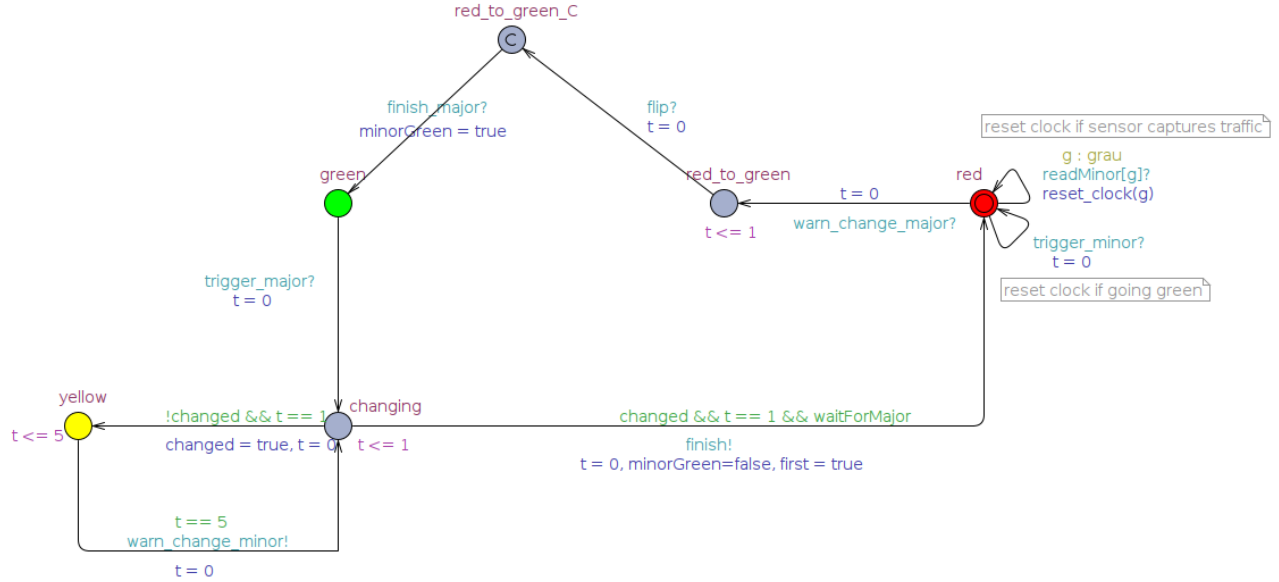 red_to_green_C
C
finish_major?
minorGreen = true
flip?
t = 0
reset clock if sensor captures traffic
g : grau
readMinor[g]?
reset_clock(g)
green
red_to_green
red
t = 0
warn_change_major?
t <= 1
trigger_minor?
t = 0
reset clock if going green
trigger_major?
t = 0
yellow
t <= 5
!changed && t == 1
changed = true, t = 0
changing
t <= 1
changed && t == 1 && waitForMajor
finish!
t = 0, minorGreen=false, first = true
t == 5
warn_change_minor!
t = 0